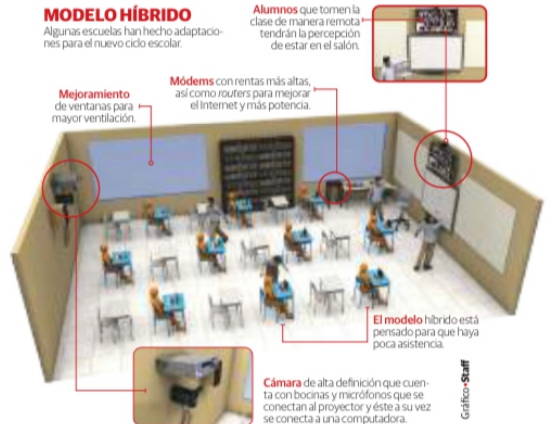 MODELO HÍBRIDO
Algunas escuelas han hecho adaptacio-
nes para el nuevo ciclo escolar.
Alumnos que tomen la
clase de manera remota
tendrán la percepción
de estar en el salón.
Mejoramiento
de ventanas para
mayor ventilación.
Módems con rentas más altas,
así como routers para mejorar
el Internet y más potencia.
El modelo híbrido está
pensado para que haya
poca asistencia.
Cámara de alta definición que cuen-
ta con bocinas y micrófonos que se
conectan al proyector y éste a su vez
se conecta a una computadora.
Gráfico•Staff